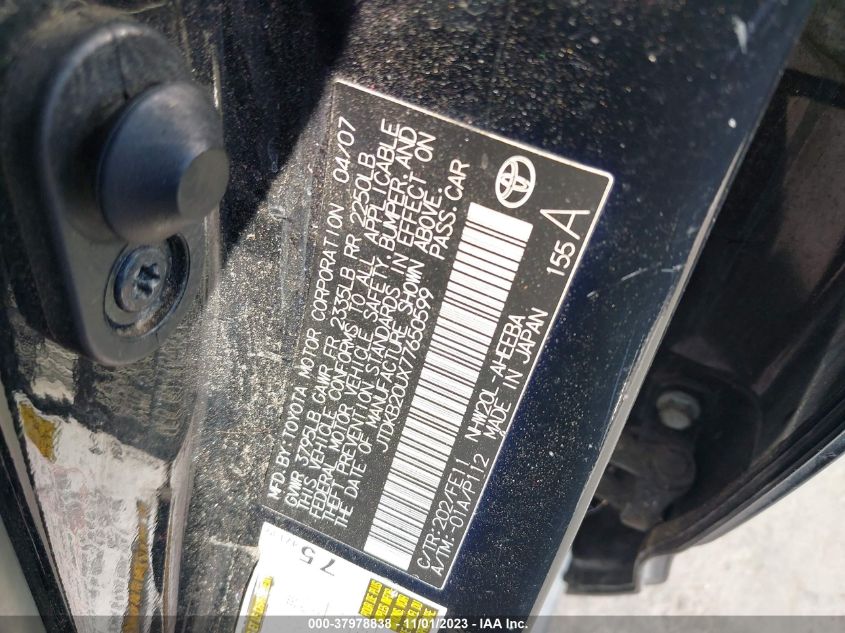 MFD.BY: TOYOTA MOTOR CORPORATION 04/07
GVWR 3795LB GAWR FR 2335LB RR 2250LB
THIS VEHICLE CONFORMS TO ALL APPLICABLE
FEDERAL MOTOR VEHICLE SAFETY, BUMPER, AND
THEFT PREVENTION STANDARDS IN EFFECT ON
THE DATE OF MANUFACTURE SHOWN ABOVE.
JTDKB20UX77650599 PASS.CAR
C/TR:202/FE11 NHW20L-AHEEBA 155 A
A/TM:-01A/P112 MADE IN JAPAN
75
000-37978838 - 11/01/2023 - IAA Inc.